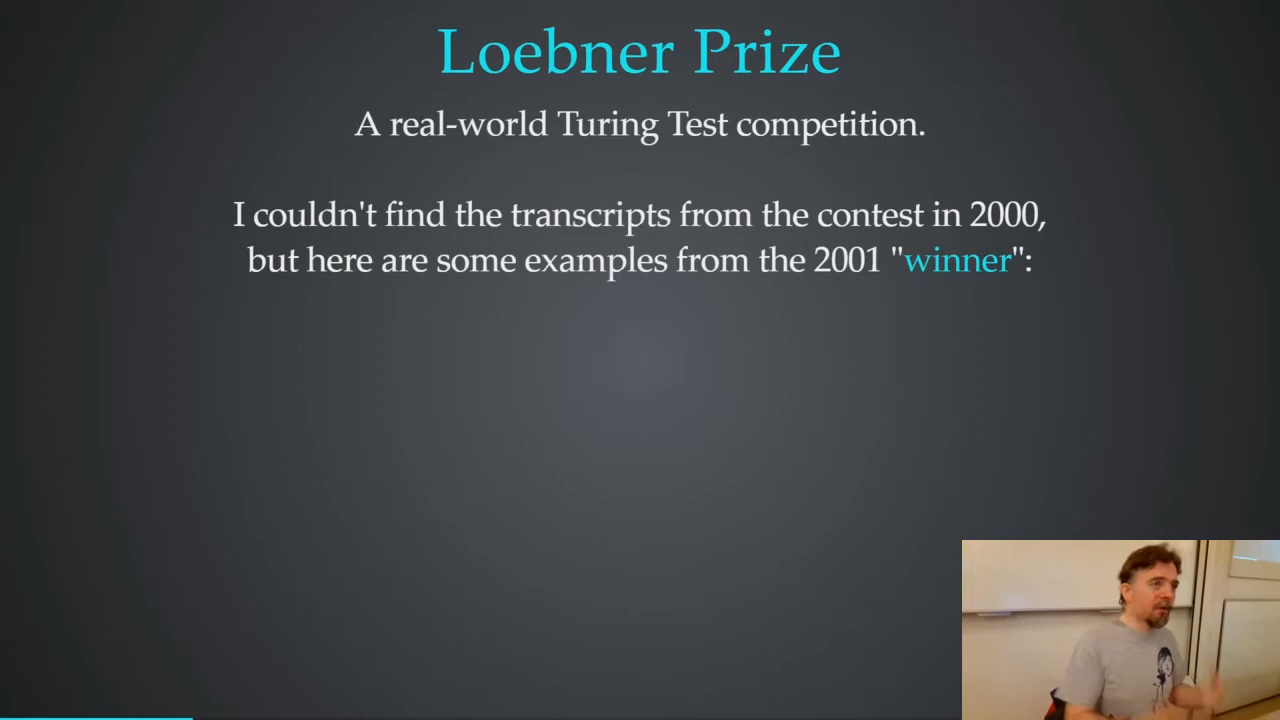 Loebner Prize
A real-world Turing Test competition.
I couldn't find the transcripts from the contest in 2000,
but here are some examples from the 2001 "winner":